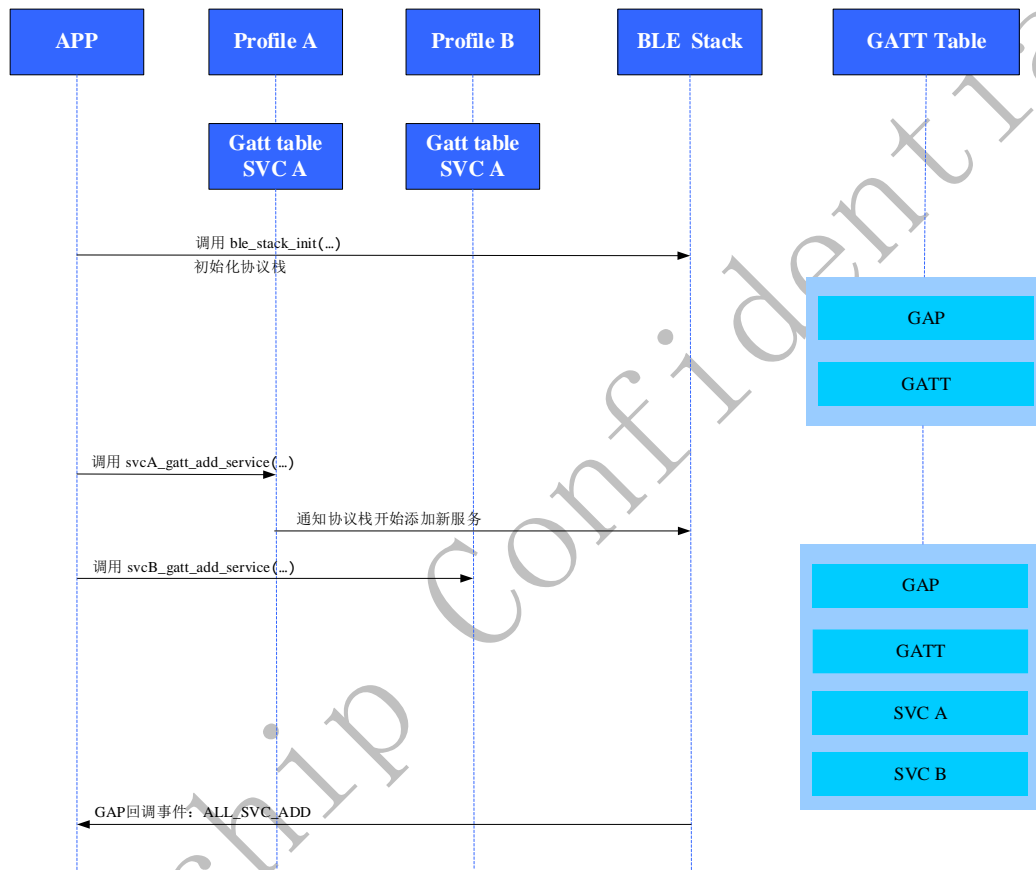 APP
Profile A
Profile B
BLE Stack
GATT Table
Gatt table
SVC A
Gatt table
SVC A
调用 ble_stack_init(…)
初始化协议栈
GAP
GATT
调用 svcA_gatt_add_service(…)
通知协议栈开始添加新服务
调用 svcB_gatt_add_service(…)
GAP
GATT
SVC A
SVC B
GAP回调事件：ALL_SVC_ADD